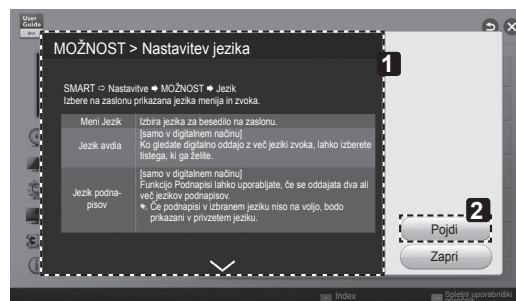 User
Guide
MOŽNOST > Nastavitev jezika
1
SMART ⇨ Nastavitve ➡ MOŽNOST ➡ Jezik
Izbere na zaslonu prikazana jezika menija in zvoka.
Meni Jezik
Izbira jezika za besedilo na zaslonu.
Jezik avdia
[samo v digitalnem načinu]
Ko gledate digitalno oddajo z več jeziki zvoka, lahko izberete
tistega, ki ga želite.
Jezik podna-
pisov
[samo v digitalnem načinu]
Funkcijo Podnapisi lahko uporabljate, če se oddajata dva ali
več jezikov podnapisov.
Če podnapisi v izbranem jeziku niso na voljo, bodo
prikazani v privzetem jeziku.
2
Pojdi
Zapri
Index
Spletni uporabniški